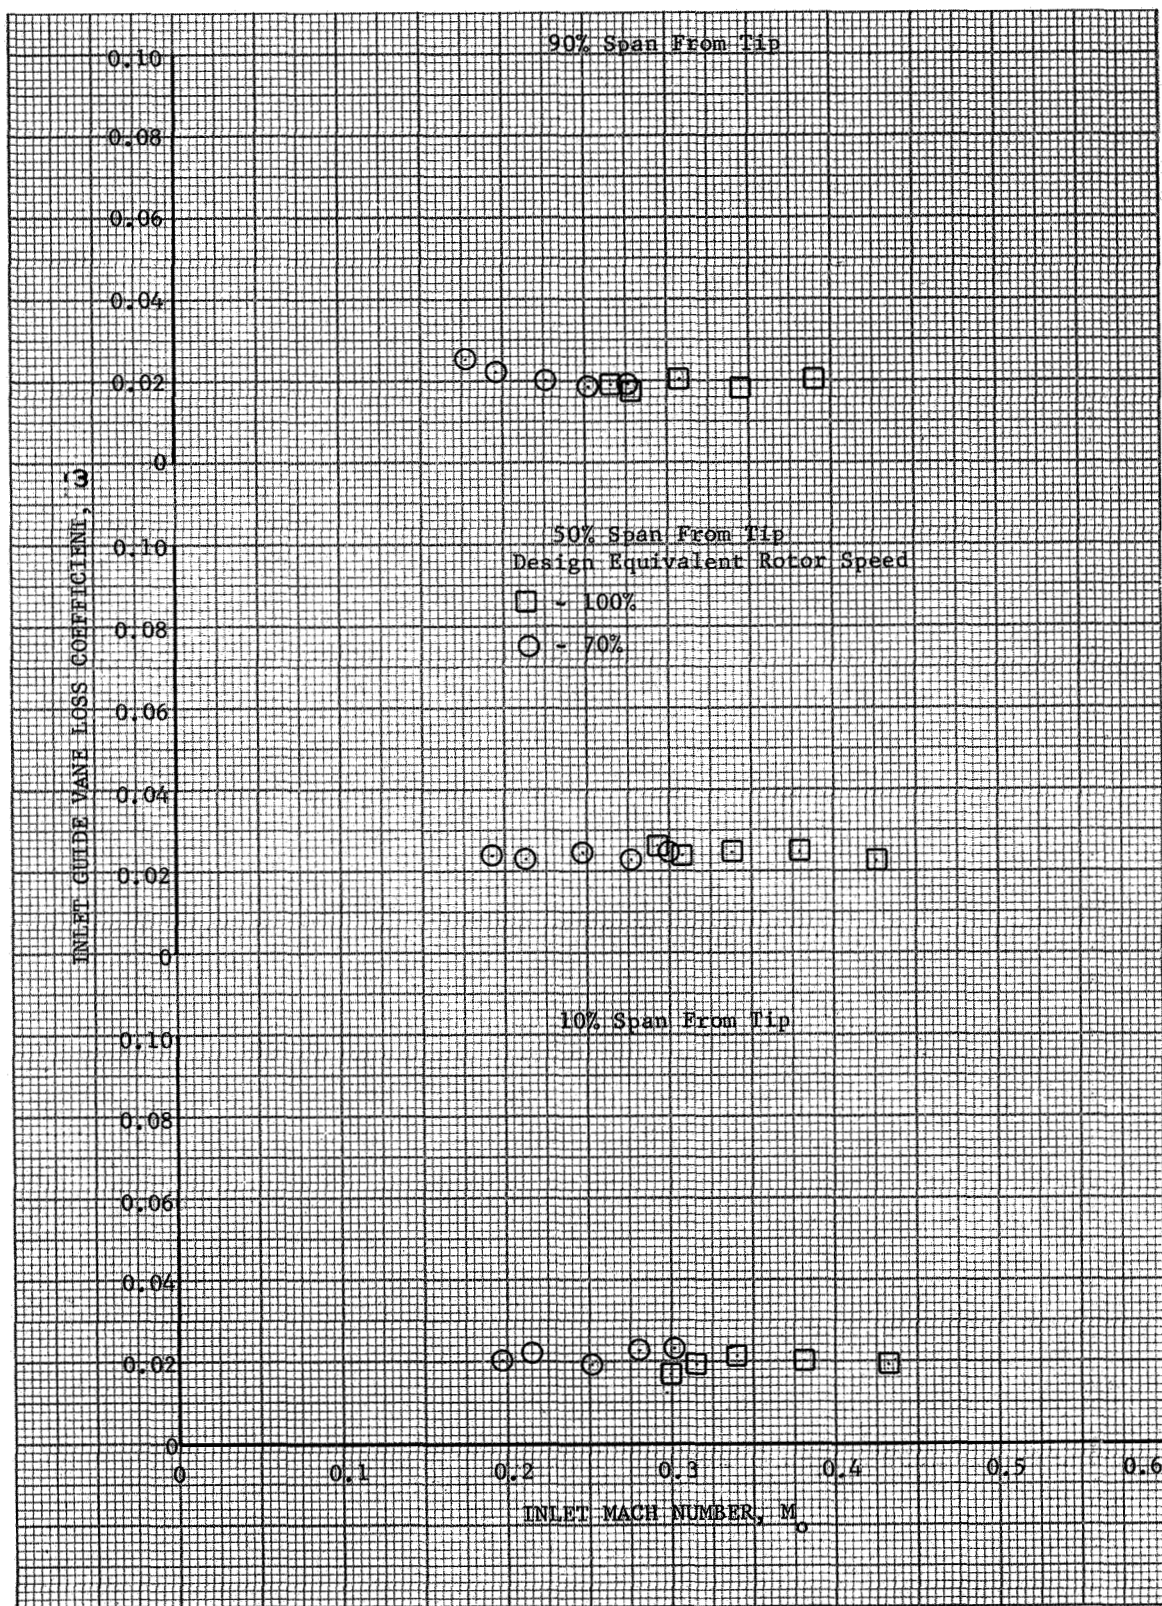 90% Span From Tip
0.10
0.08
0.06
0.04
0.02
0
INLET GUIDE VANE LOSS COEFFICIENT, ω̄
50% Span From Tip
Design Equivalent Rotor Speed
□ - 100%
○ - 70%
0.10
0.08
0.06
0.04
0.02
0
10% Span From Tip
0.10
0.08
0.06
0.04
0.02
0
0 0.1 0.2 0.3 0.4 0.5 0.6
INLET MACH NUMBER, Mo